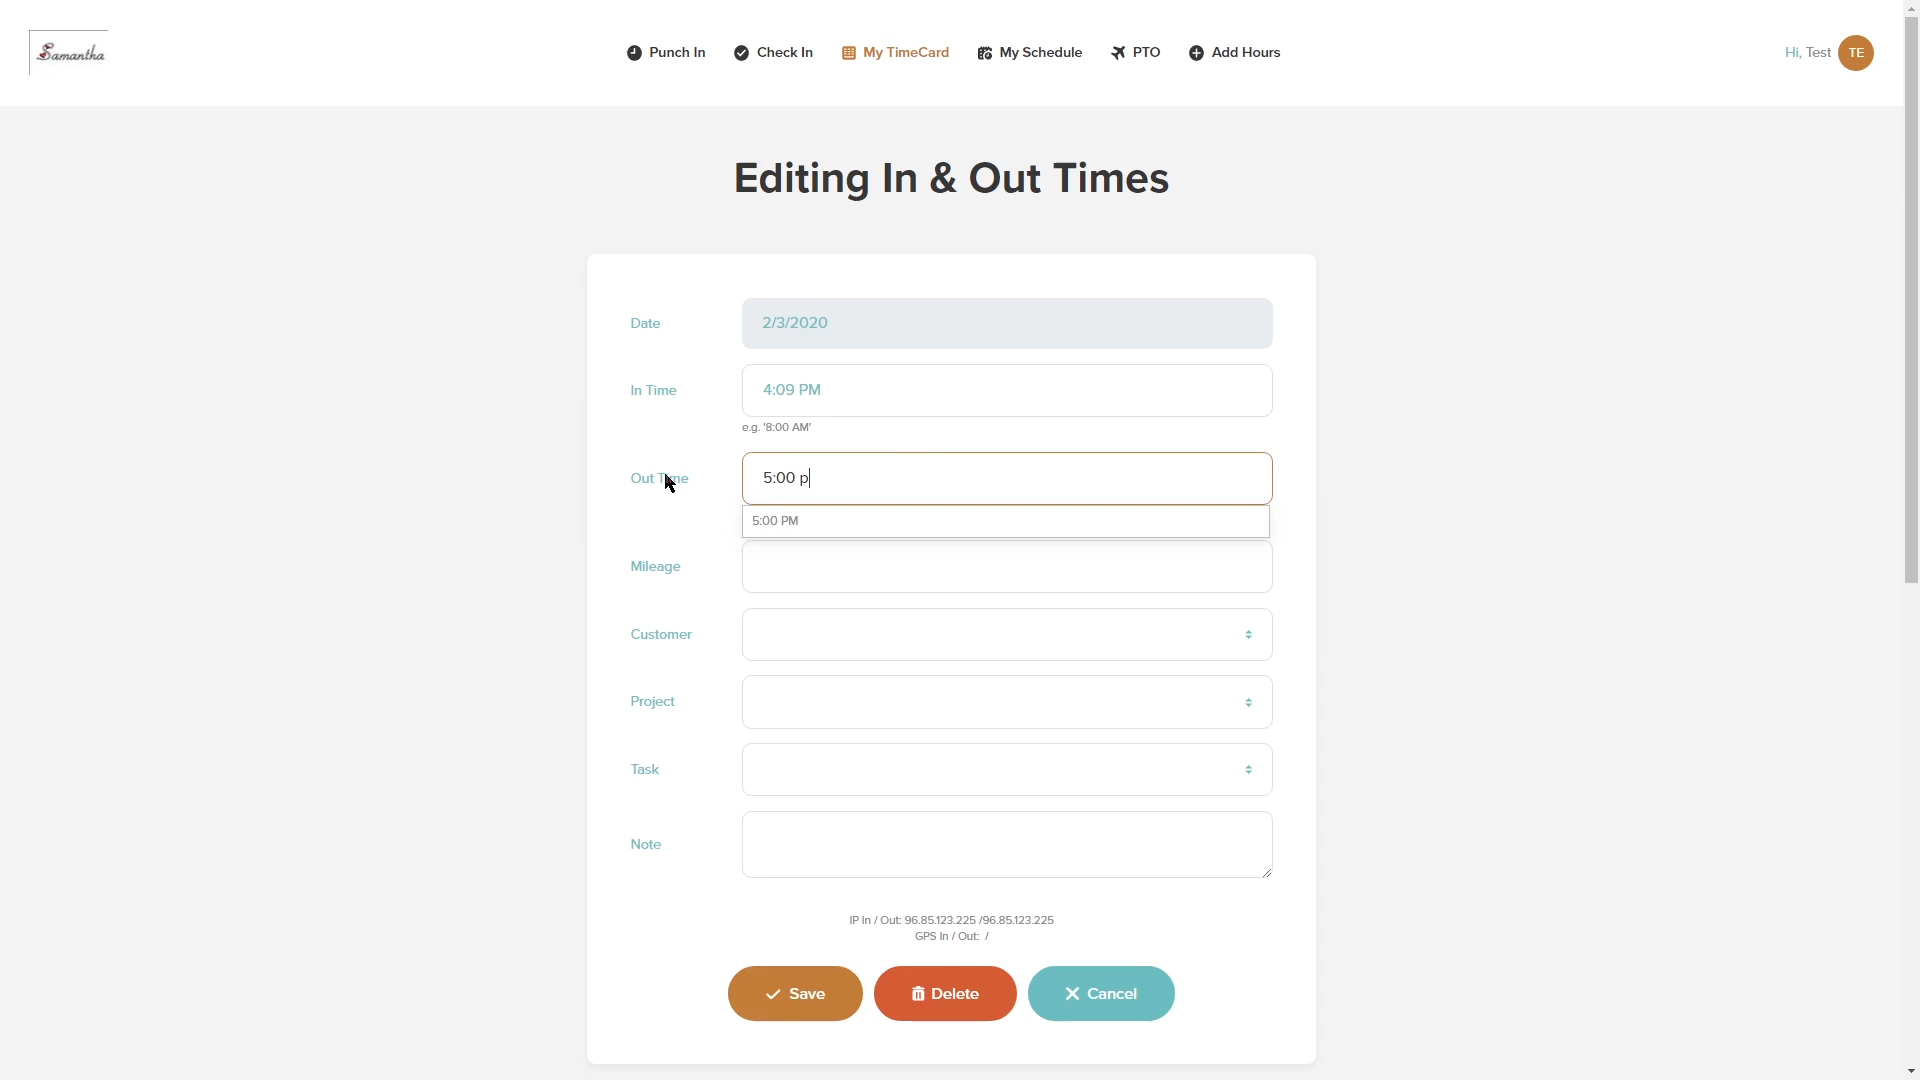 Samantha
Punch In
Check In
My TimeCard
My Schedule
PTO
Add Hours
Hi, Test
TE
Editing In & Out Times
Date
2/3/2020
In Time
4:09 PM
e.g. '8:00 AM'
Out Time
5:00 p
5:00 PM
Mileage
Customer
Project
Task
Note
IP In / Out: 96.85.123.225 /96.85.123.225
GPS In / Out: /
Save
Delete
Cancel